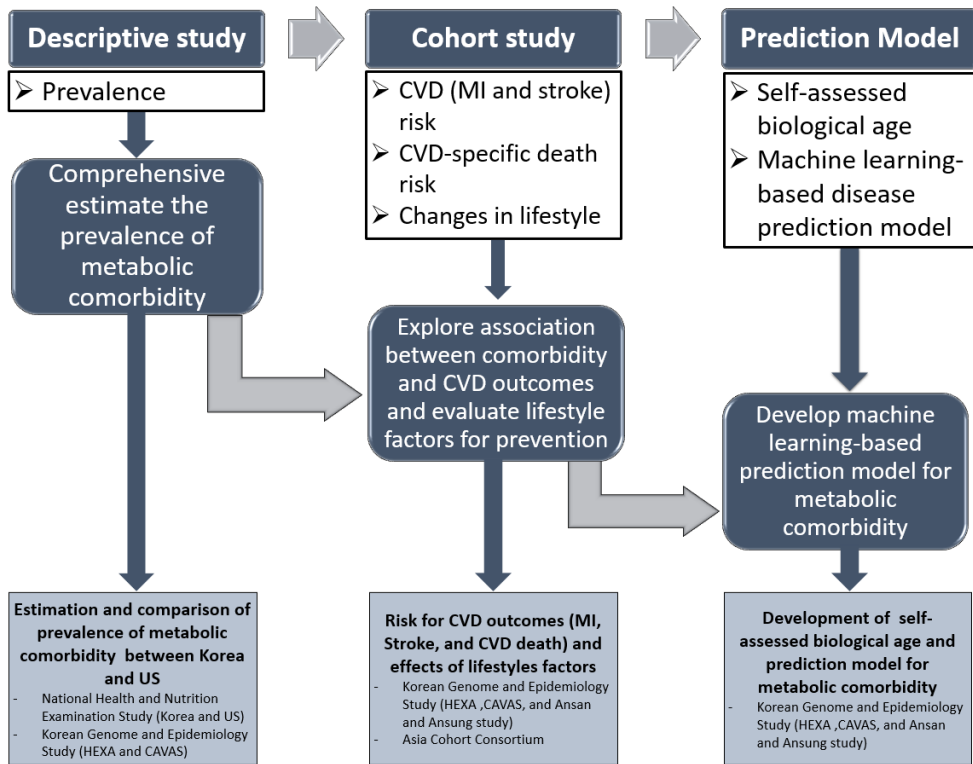 Descriptive study
➢ Prevalence
Comprehensive
estimate the
prevalence of
metabolic
comorbidity
Estimation and comparison of
prevalence of metabolic
comorbidity between Korea
and US
- National Health and Nutrition
Examination Study (Korea and US)
- Korean Genome and Epidemiology
Study (HEXA and CAVAS)
Cohort study
➢ CVD (MI and stroke)
risk
➢ CVD-specific death
risk
➢ Changes in lifestyle
Explore association
between comorbidity
and CVD outcomes
and evaluate lifestyle
factors for prevention
Risk for CVD outcomes (MI,
Stroke, and CVD death) and
effects of lifestyles factors
- Korean Genome and Epidemiology
Study (HEXA ,CAVAS, and Ansan
and Ansung study)
- Asia Cohort Consortium
Prediction Model
➢ Self-assessed
biological age
➢ Machine learning-
based disease
prediction model
Develop machine
learning-based
prediction model for
metabolic
comorbidity
Development of self-
assessed biological age and
prediction model for
metabolic comorbidity
- Korean Genome and Epidemiology
Study (HEXA ,CAVAS, and Ansan
and Ansung study)